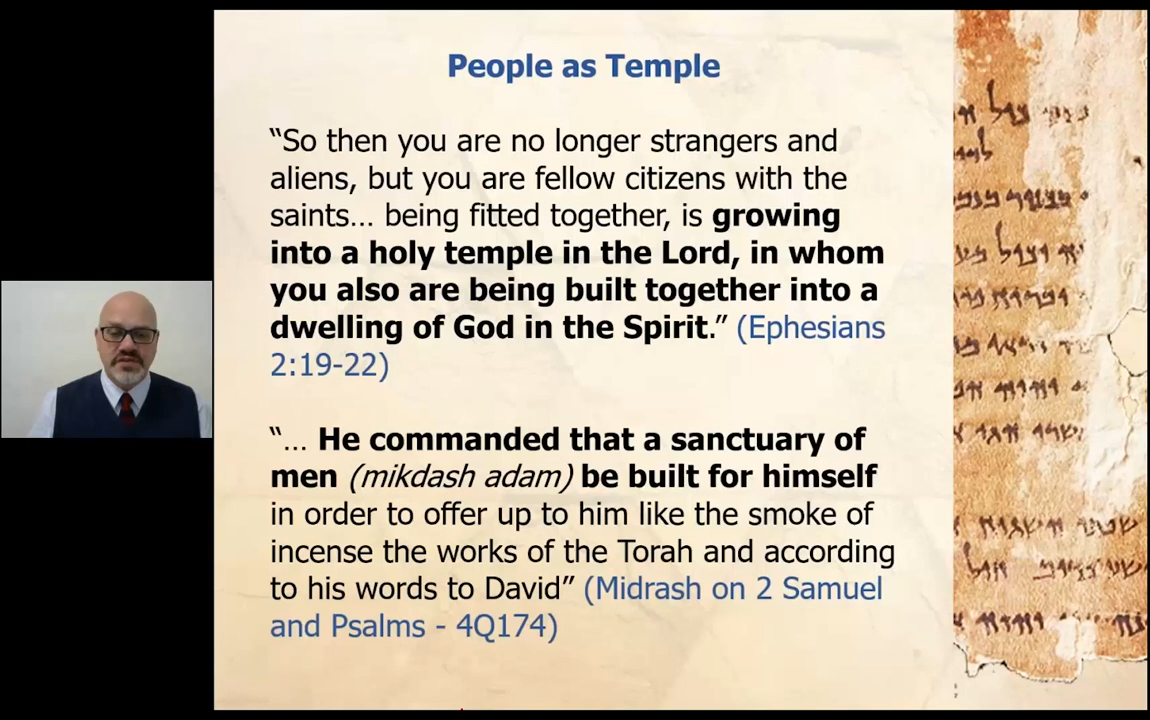 People as Temple
“So then you are no longer strangers and
aliens, but you are fellow citizens with the
saints… being fitted together, is growing
into a holy temple in the Lord, in whom
you also are being built together into a
dwelling of God in the Spirit.” (Ephesians
2:19-22)
“… He commanded that a sanctuary of
men (mikdash adam) be built for himself
in order to offer up to him like the smoke of
incense the works of the Torah and according
to his words to David” (Midrash on 2 Samuel
and Psalms - 4Q174)